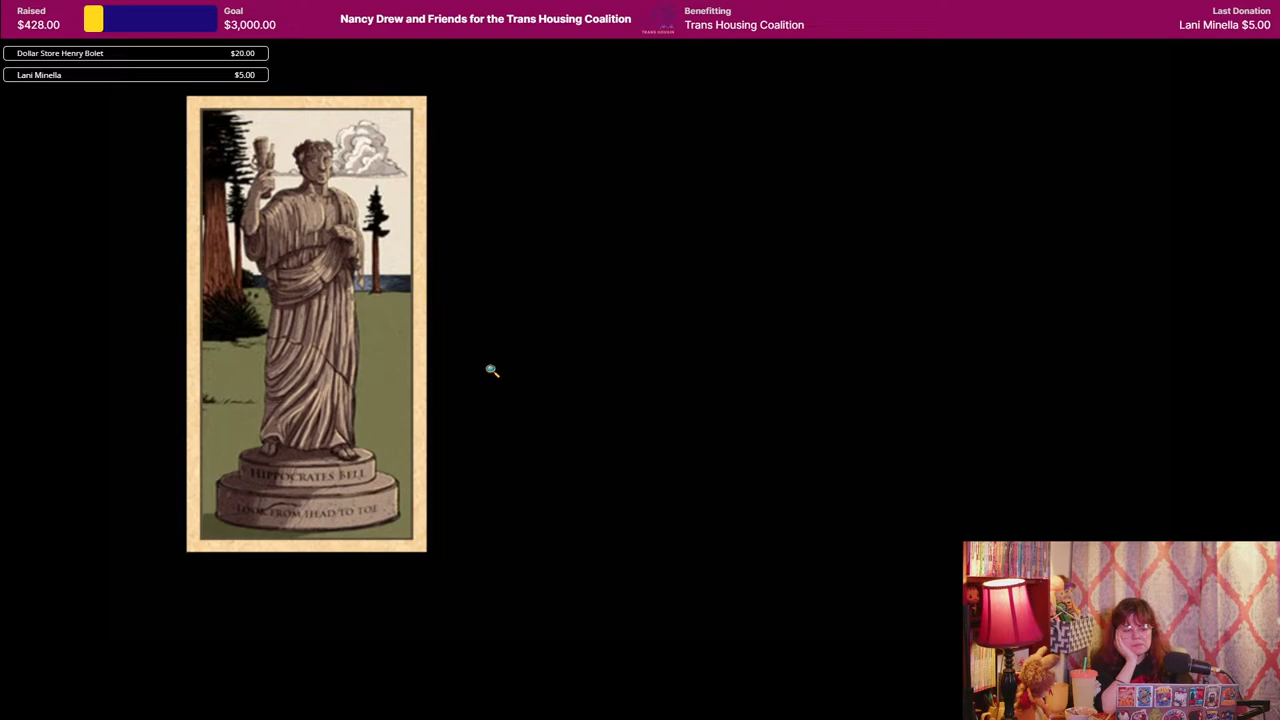 Raised
Goal
Nancy Drew and Friends for the Trans Housing Coalition
Benefitting
Last Donation
$428.00
$3,000.00
TRANS HOUSIN
Trans Housing Coalition
Lani Minella $5.00
Dollar Store Henry Bolet $20.00
Lani Minella $5.00
HIPPOCRATES BELL
LOOK FROM HEAD TO TOE